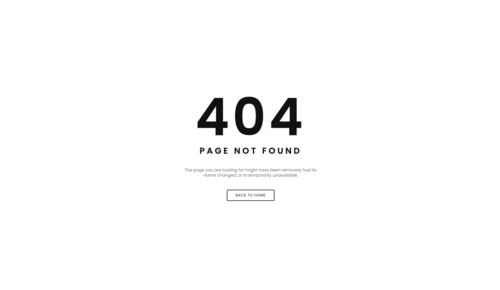 404
PAGE NOT FOUND
The page you are looking for might have been removed, had its
name changed, or is temporarily unavailable.
BACK TO HOME